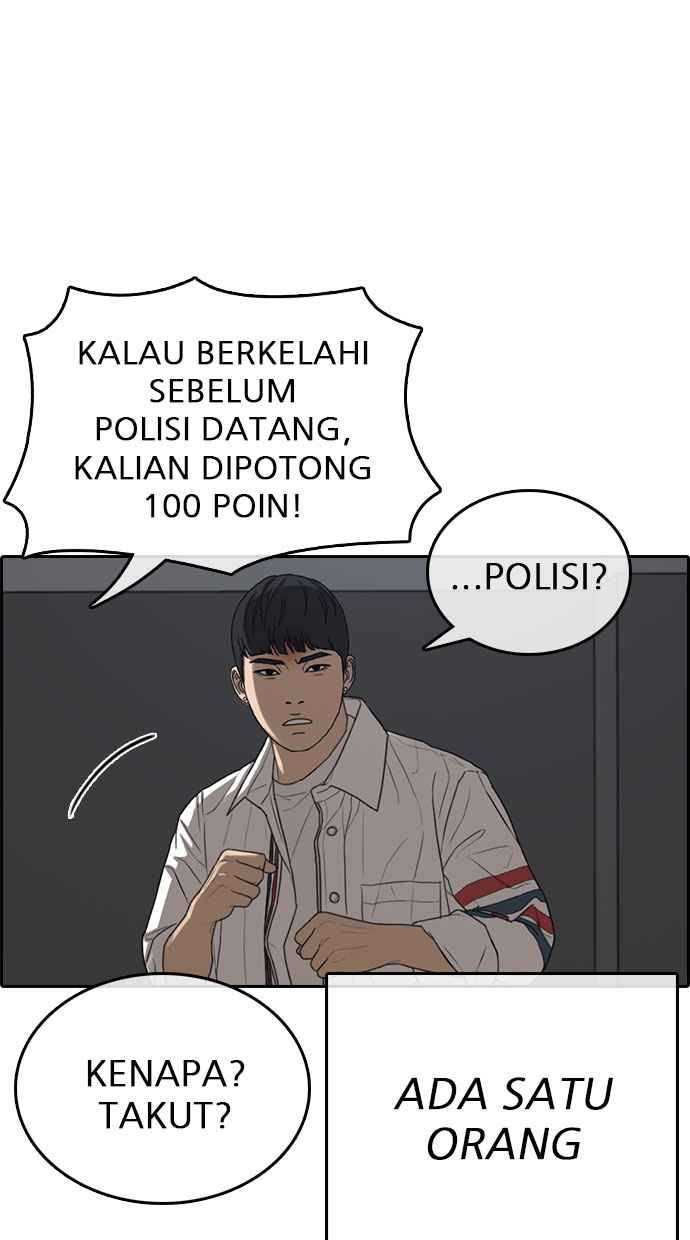 KALAU BERKELAHI
SEBELUM
POLISI DATANG,
KALIAN DIPOTONG
100 POIN!
...POLISI?
KENAPA?
TAKUT?
ADA SATU
ORANG